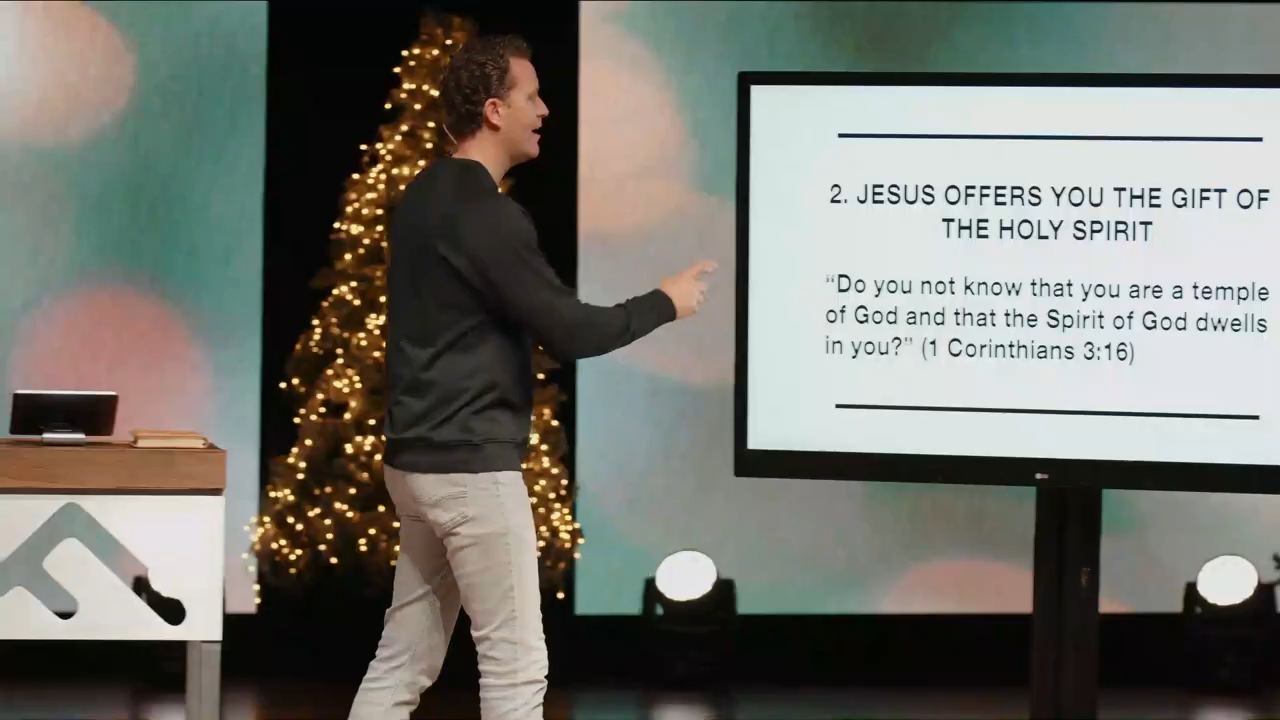 2. JESUS OFFERS YOU THE GIFT OF
THE HOLY SPIRIT
“Do you not know that you are a temple
of God and that the Spirit of God dwells
in you?” (1 Corinthians 3:16)